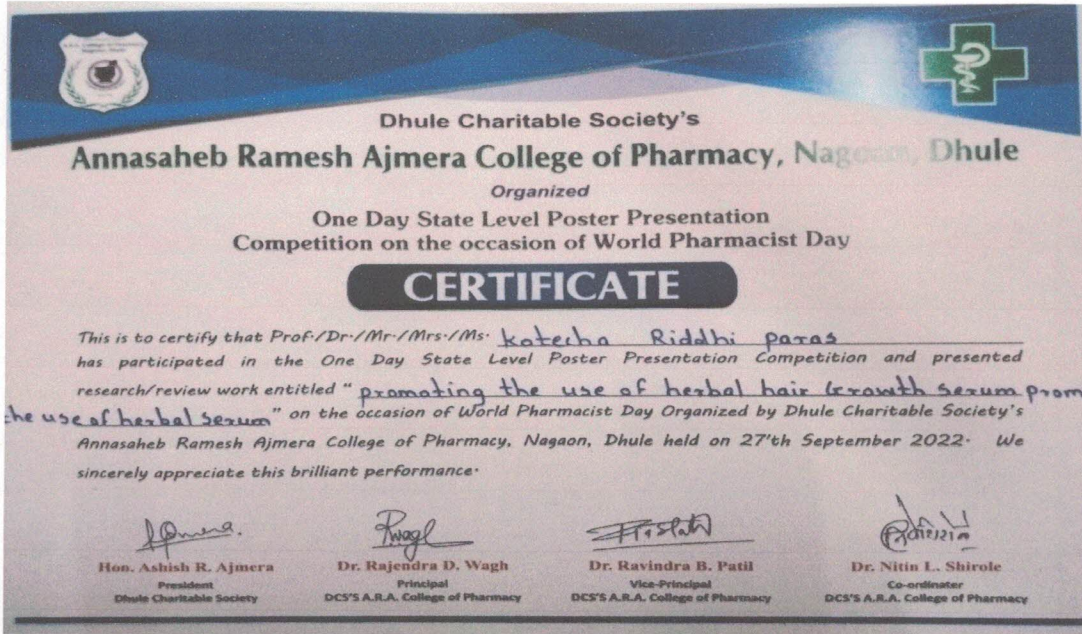 A.R.A. College of Pharmacy
Nagaon, Dhule
Dhule Charitable Society's
Annasaheb Ramesh Ajmera College of Pharmacy, Nagaon, Dhule
Organized
One Day State Level Poster Presentation
Competition on the occasion of World Pharmacist Day
CERTIFICATE
This is to certify that Prof./Dr./Mr./Mrs./Ms. Kotecha Riddhi paras
has participated in the One Day State Level Poster Presentation Competition and presented
research/review work entitled " promoting the use of herbal hair Growth serum prom
the use of herbal serum" on the occasion of World Pharmacist Day Organized by Dhule Charitable Society's
Annasaheb Ramesh Ajmera College of Pharmacy, Nagaon, Dhule held on 27'th September 2022. We
sincerely appreciate this brilliant performance.
Hon. Ashish R. Ajmera Dr. Rajendra D. Wagh Dr. Ravindra B. Patil Dr. Nitin L. Shirole
President Principal Vice-Principal Co-ordinater
Dhule Charitable Society DCS'S A.R.A. College of Pharmacy DCS'S A.R.A. College of Pharmacy DCS'S A.R.A. College of Pharmacy